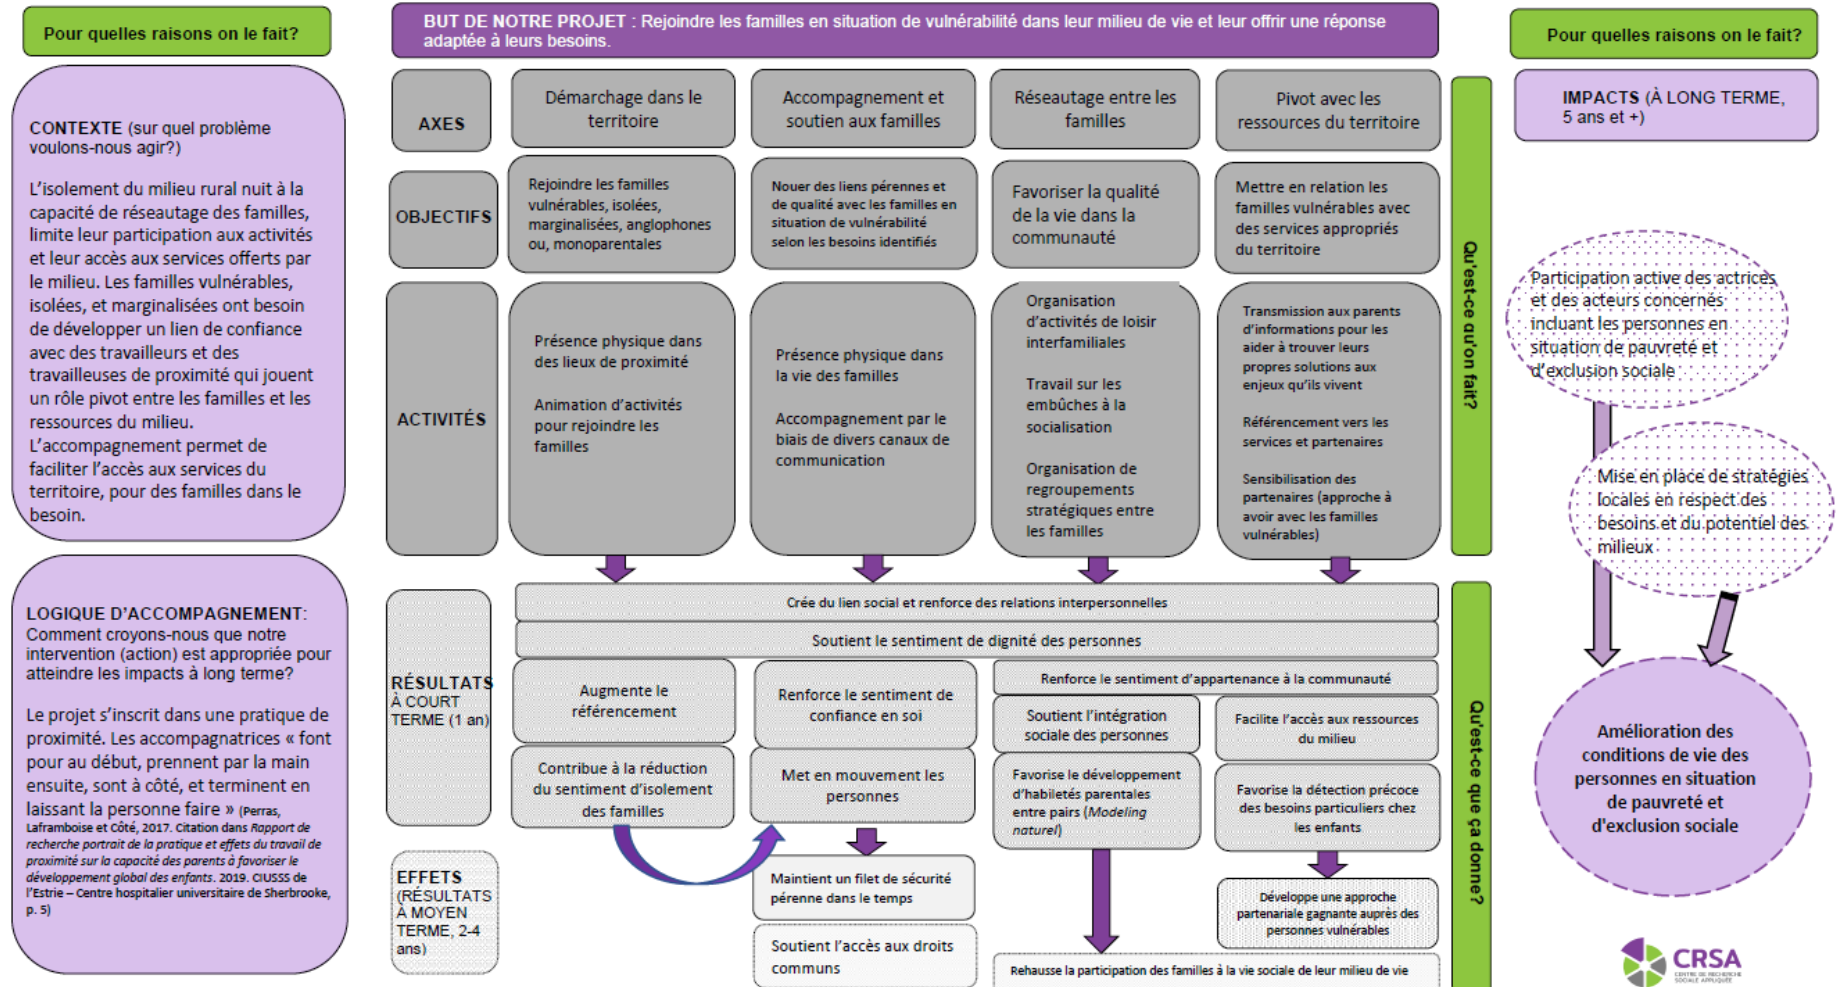 Pour quelles raisons on le fait?
CONTEXTE (sur quel problème
voulons-nous agir?)
L'isolement du milieu rural nuit à la
capacité de réseautage des familles,
limite leur participation aux activités
et leur accès aux services offerts par
le milieu. Les familles vulnérables,
isolées, et marginalisées ont besoin
de développer un lien de confiance
avec des travailleurs et des
travailleuses de proximité qui jouent
un rôle pivot entre les familles et les
ressources du milieu.
L'accompagnement permet de
faciliter l'accès aux services du
territoire, pour des familles dans le
besoin.
LOGIQUE D'ACCOMPAGNEMENT:
Comment croyons-nous que notre
intervention (action) est appropriée pour
atteindre les impacts à long terme?
Le projet s'inscrit dans une pratique de
proximité. Les accompagnatrices « font
pour au début, prennent par la main
ensuite, sont à côté, et terminent en
laissant la personne faire » (Perras,
Laframboise et Côté, 2017. Citation dans Rapport de
recherche portrait de la pratique et effets du travail de
proximité sur la capacité des parents à favoriser le
développement global des enfants. 2019. CIUSSS de
l'Estrie – Centre hospitalier universitaire de Sherbrooke,
p. 5)
BUT DE NOTRE PROJET : Rejoindre les familles en situation de vulnérabilité dans leur milieu de vie et leur offrir une réponse
adaptée à leurs besoins.
AXES
Démarchage dans le
territoire
Accompagnement et
soutien aux familles
Réseautage entre les
familles
Pivot avec les
ressources du territoire
OBJECTIFS
Rejoindre les familles
vulnérables, isolées,
marginalisées, anglophones
ou, monoparentales
Nouer des liens pérennes et
de qualité avec les familles en
situation de vulnérabilité
selon les besoins identifiés
Favoriser la qualité
de la vie dans la
communauté
Mettre en relation les
familles vulnérables avec
des services appropriés
du territoire
ACTIVITÉS
Présence physique dans
des lieux de proximité
Animation d'activités
pour rejoindre les
familles
Présence physique dans
la vie des familles
Accompagnement par le
biais de divers canaux de
communication
Organisation
d'activités de loisir
interfamiliales
Travail sur les
embûches à la
socialisation
Organisation de
regroupements
stratégiques entre
les familles
Transmission aux parents
d'informations pour les
aider à trouver leurs
propres solutions aux
enjeux qu'ils vivent
Référencement vers les
services et partenaires
Sensibilisation des
partenaires (approche à
avoir avec les familles
vulnérables)
Qu'est-ce qu'on fait?
RÉSULTATS
À COURT
TERME (1 an)
Crée du lien social et renforce des relations interpersonnelles
Soutient le sentiment de dignité des personnes
Augmente le
référencement
Contribue à la réduction
du sentiment d'isolement
des familles
Renforce le sentiment de
confiance en soi
Met en mouvement les
personnes
Renforce le sentiment d'appartenance à la communauté
Soutient l'intégration
sociale des personnes
Favorise le développement
d'habiletés parentales
entre pairs (Modeling
naturel)
Facilite l'accès aux ressources
du milieu
Favorise la détection précoce
des besoins particuliers chez
les enfants
EFFETS
(RÉSULTATS
À MOYEN
TERME, 2-4
ans)
Maintient un filet de sécurité
pérenne dans le temps
Soutient l'accès aux droits
communs
Développe une approche
partenariale gagnante auprès des
personnes vulnérables
Rehausse la participation des familles à la vie sociale de leur milieu de vie
Qu'est-ce que ça donne?
Pour quelles raisons on le fait?
IMPACTS (À LONG TERME,
5 ans et +)
Participation active des actrices
et des acteurs concernés
incluant les personnes en
situation de pauvreté et
d'exclusion sociale
Mise en place de stratégies
locales en respect des
besoins et du potentiel des
milieux
Amélioration des
conditions de vie des
personnes en situation
de pauvreté et
d'exclusion sociale
CRSA
CENTRE DE RECHERCHE
SOCIALE APPLIQUÉE